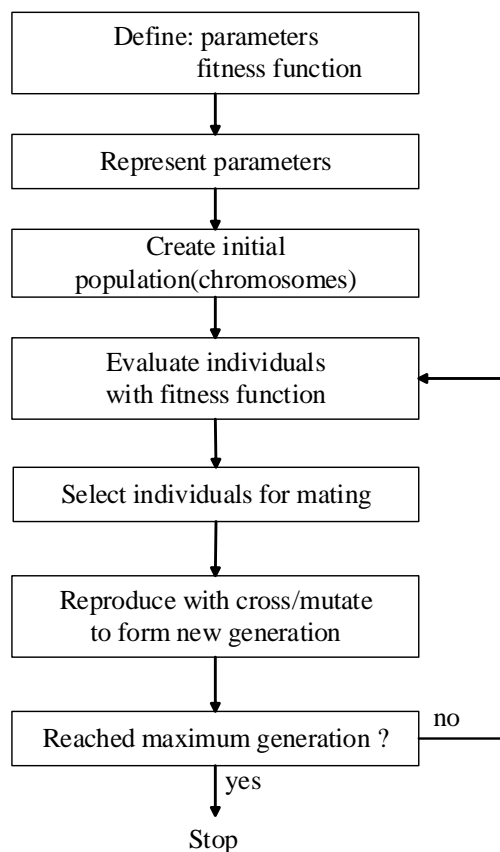 Define: parameters
fitness function
Represent parameters
Create initial
population(chromosomes)
Evaluate individuals
with fitness function
Select individuals for mating
Reproduce with cross/mutate
to form new generation
Reached maximum generation ?
no
yes
Stop